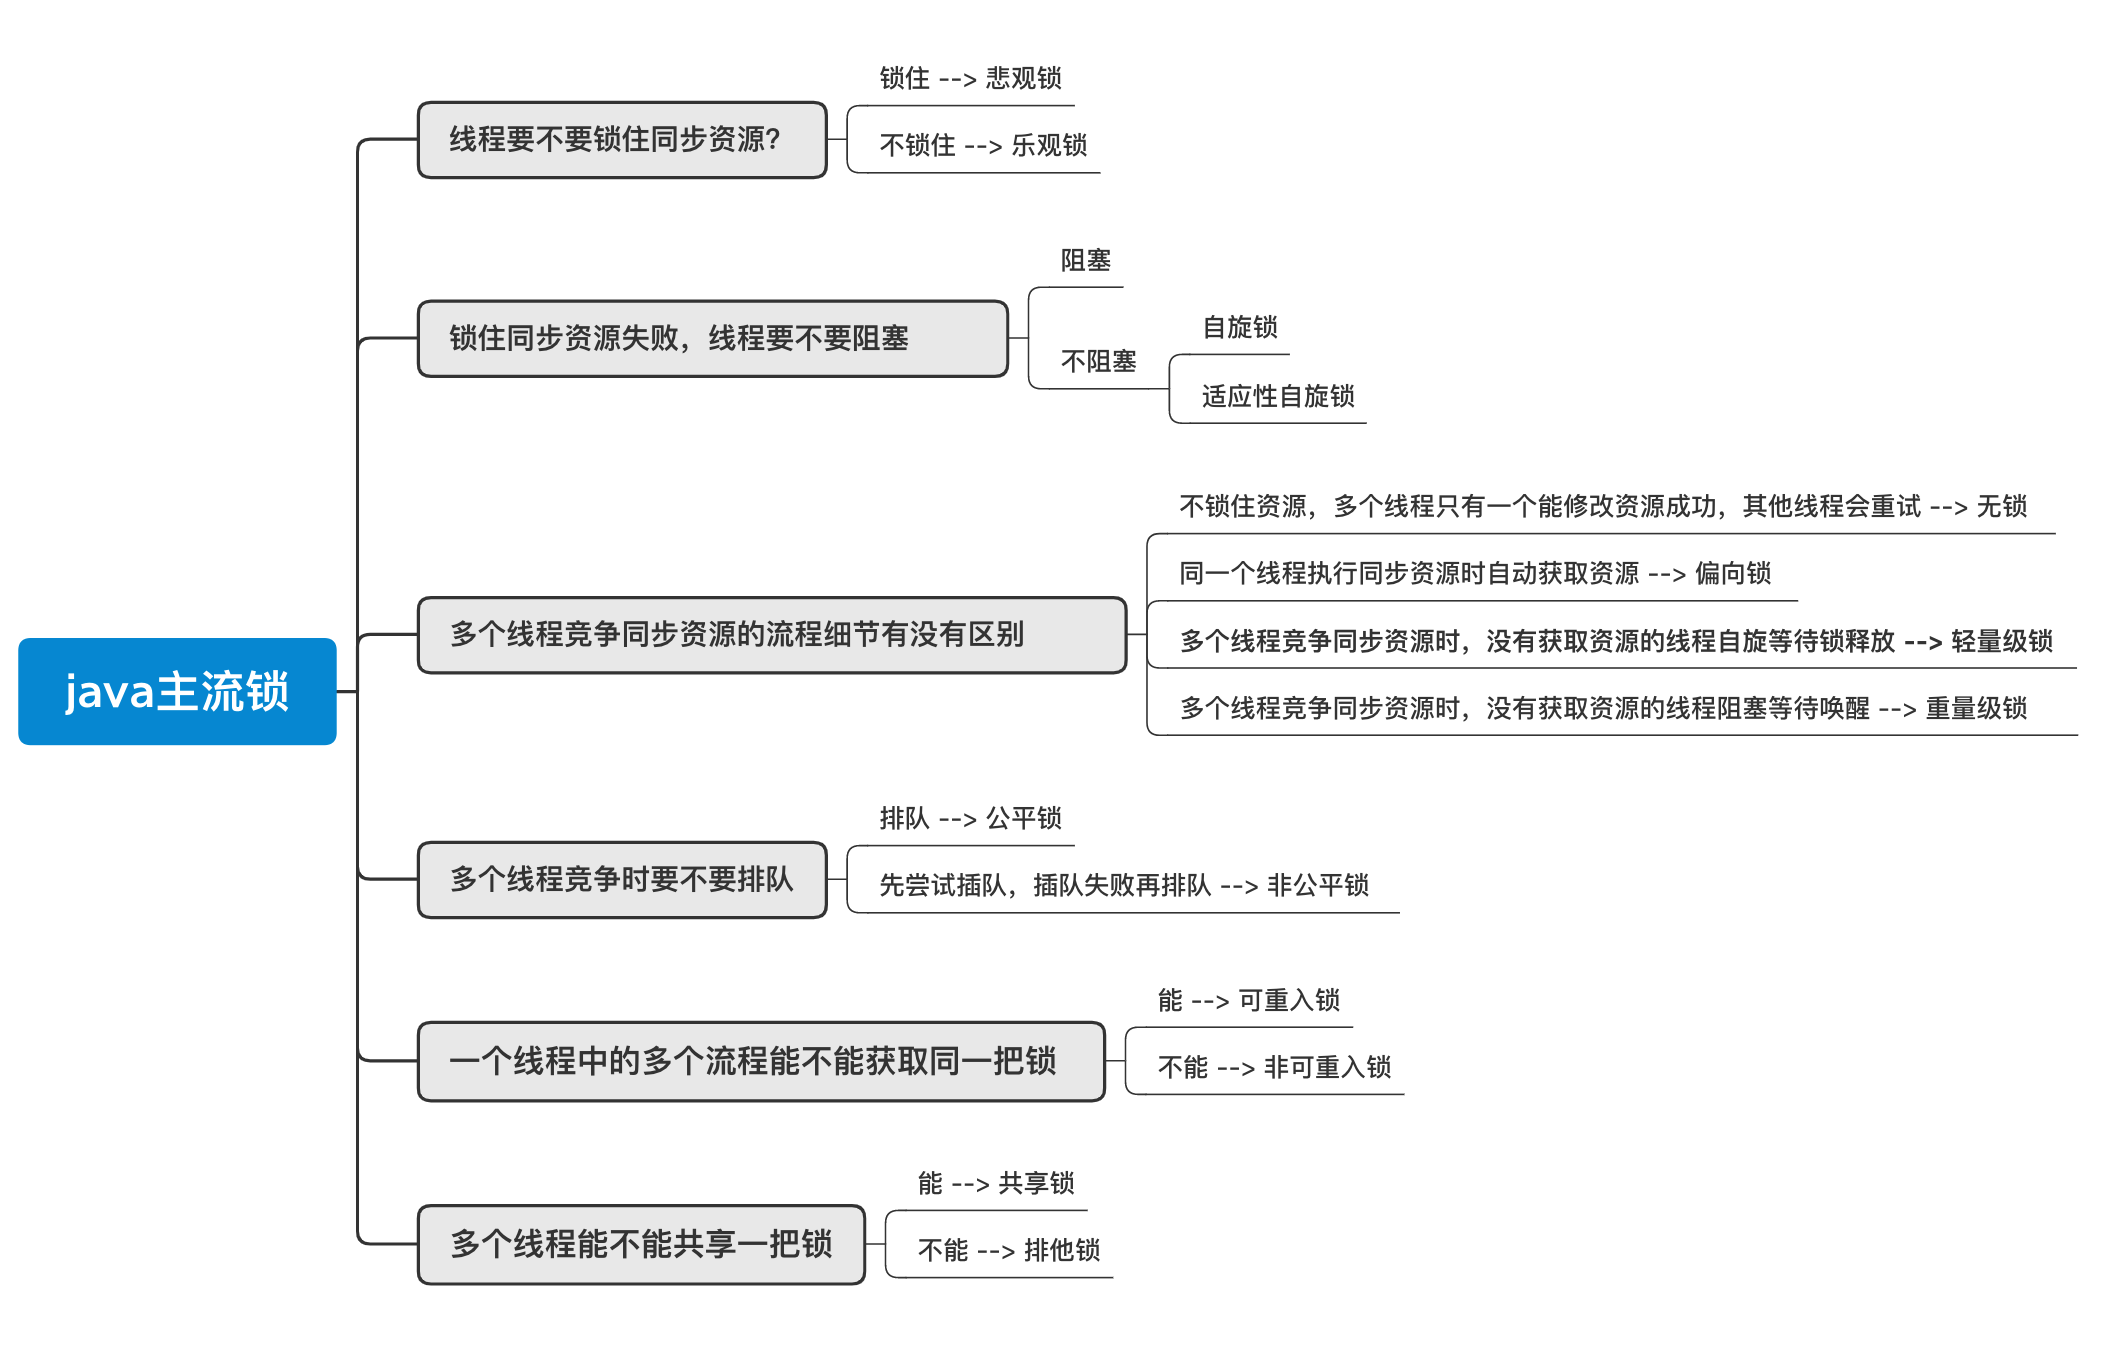 java主流锁
线程要不要锁住同步资源?
锁住 --> 悲观锁
不锁住 --> 乐观锁
锁住同步资源失败，线程要不要阻塞
阻塞
不阻塞
自旋锁
适应性自旋锁
多个线程竞争同步资源的流程细节有没有区别
不锁住资源，多个线程只有一个能修改资源成功，其他线程会重试 --> 无锁
同一个线程执行同步资源时自动获取资源 --> 偏向锁
多个线程竞争同步资源时，没有获取资源的线程自旋等待锁释放 --> 轻量级锁
多个线程竞争同步资源时，没有获取资源的线程阻塞等待唤醒 --> 重量级锁
多个线程竞争时要不要排队
排队 --> 公平锁
先尝试插队，插队失败再排队 --> 非公平锁
一个线程中的多个流程能不能获取同一把锁
能 --> 可重入锁
不能 --> 非可重入锁
多个线程能不能共享一把锁
能 --> 共享锁
不能 --> 排他锁